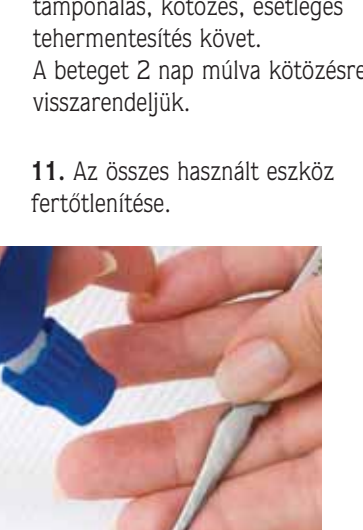 tamponálás, kötözés, esetleges
tehermentesítés követ.
A beteget 2 nap múlva kötözésre
visszarendeljük.
11. Az összes használt eszköz
fertőtlenítése.